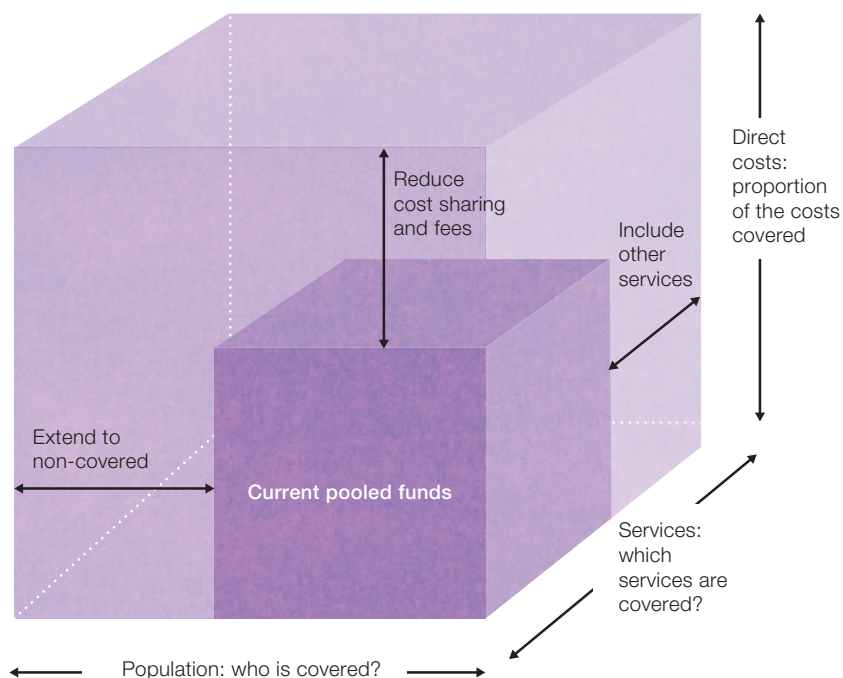 Direct
costs:
proportion
of the costs
covered
Reduce
cost sharing
and fees
Include
other
services
Extend to
non-covered
Current pooled funds
Services:
which
services are
covered?
Population: who is covered?